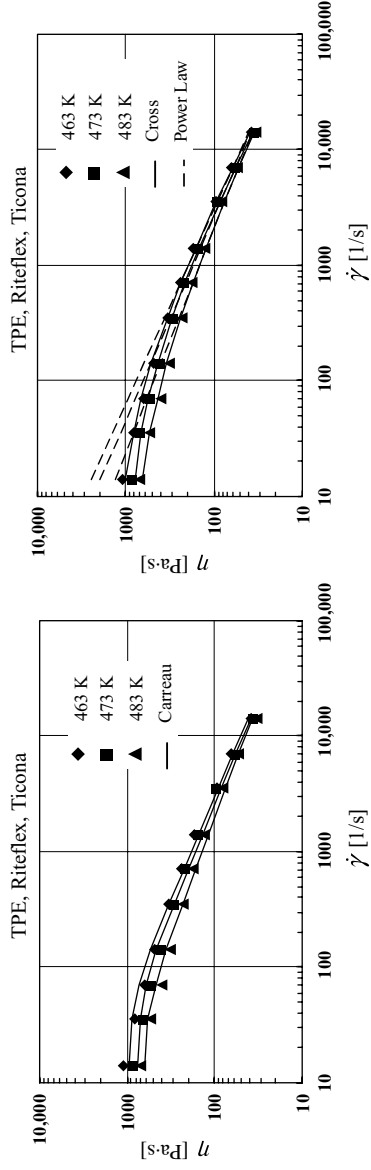 TPE, Riteflex, Ticona
10,000
1000
100
10
η [Pa·s]
463 K
473 K
483 K
Carreau
10
100
1000
10,000
100,000
γ̇ [1/s]
TPE, Riteflex, Ticona
10,000
1000
100
10
η [Pa·s]
463 K
473 K
483 K
Cross
Power Law
10
100
1000
10,000
100,000
γ̇ [1/s]